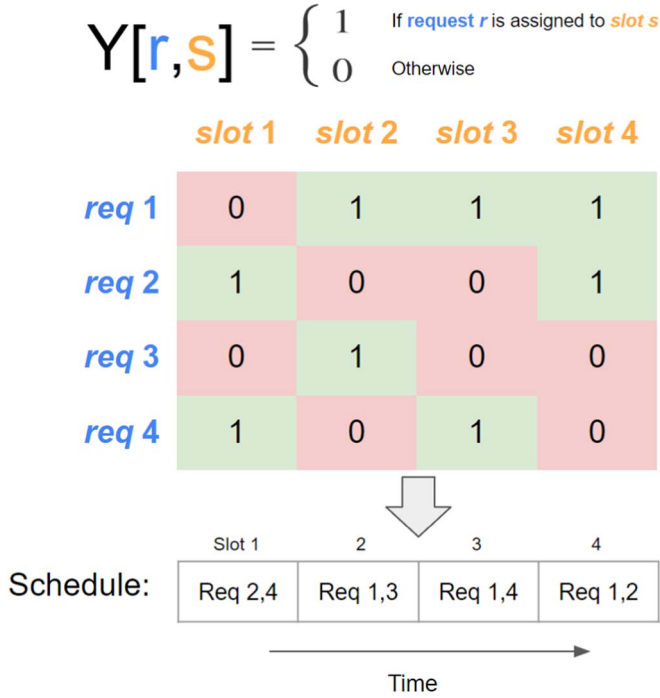 Y[r,s] = { 1 If request r is assigned to slot s
0 Otherwise
slot 1 slot 2 slot 3 slot 4
req 1 0 1 1 1
req 2 1 0 0 1
req 3 0 1 0 0
req 4 1 0 1 0
Slot 1 2 3 4
Schedule: Req 2,4 Req 1,3 Req 1,4 Req 1,2
Time